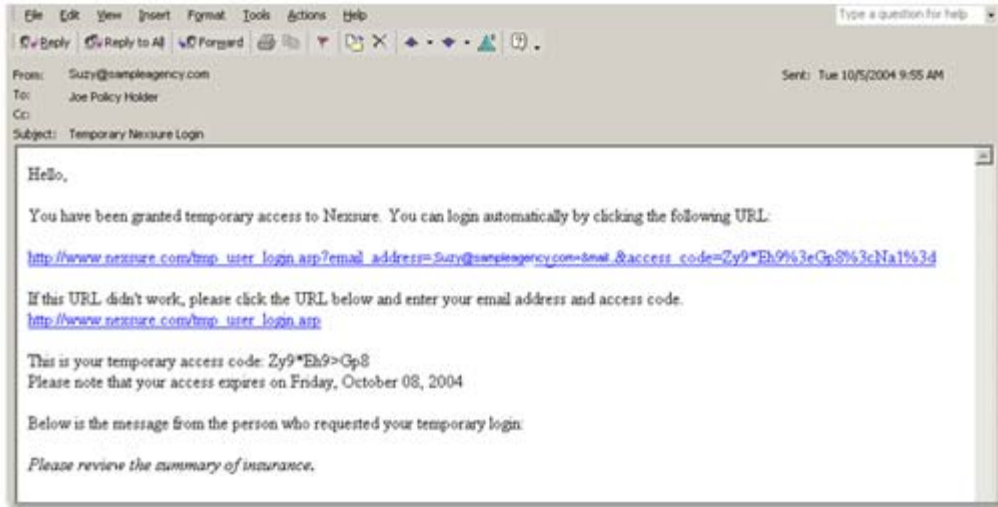 File Edit View Insert Format Tools Actions Help Type a question for help
Reply Reply to All Forward
From: Suzy@sampleagency.com Sent: Tue 10/5/2004 9:55 AM
To: Joe Policy Holder
Cc:
Subject: Temporary Nexsure Login
Hello,
You have been granted temporary access to Nexsure. You can login automatically by clicking the following URL:
http://www.nexsure.com/tmp_user_login.asp?email_address=Suzy@sampleagency.com&mail.&access_code=Zy9*Eh9%3eGp8%3cNa1%3d
If this URL didn't work, please click the URL below and enter your email address and access code.
http://www.nexsure.com/tmp_user_login.asp
This is your temporary access code: Zy9*Eh9>Gp8
Please note that your access expires on Friday, October 08, 2004
Below is the message from the person who requested your temporary login:
Please review the summary of insurance.